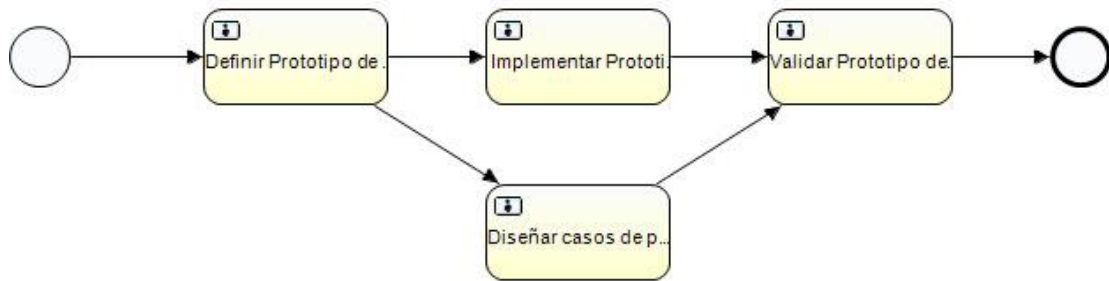 Definir Prototipo de .
Implementar Prototi.
Validar Prototipo de.
Diseñar casos de p...